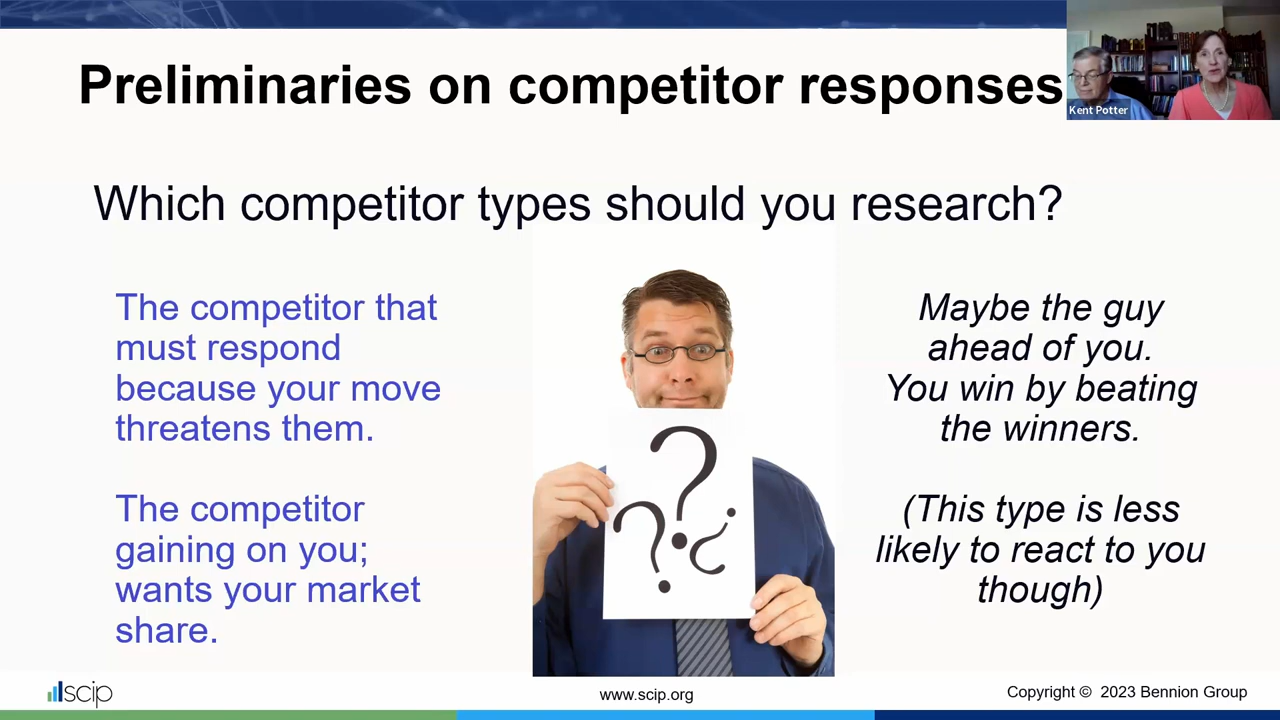 Preliminaries on competitor responses
Kent Potter
Which competitor types should you research?
The competitor that
must respond
because your move
threatens them.
The competitor
gaining on you;
wants your market
share.
? ? ¿
Maybe the guy
ahead of you.
You win by beating
the winners.
(This type is less
likely to react to you
though)
scip
www.scip.org
Copyright © 2023 Bennion Group